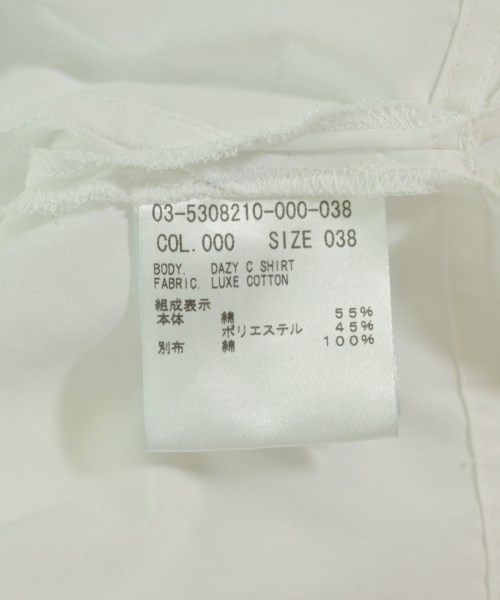 03-5308210-000-038
COL.000 SIZE 038
BODY. DAZY C SHIRT
FABRIC. LUXE COTTON
組成表示
本体 綿 55%
ポリエステル 45%
別布 綿 100%